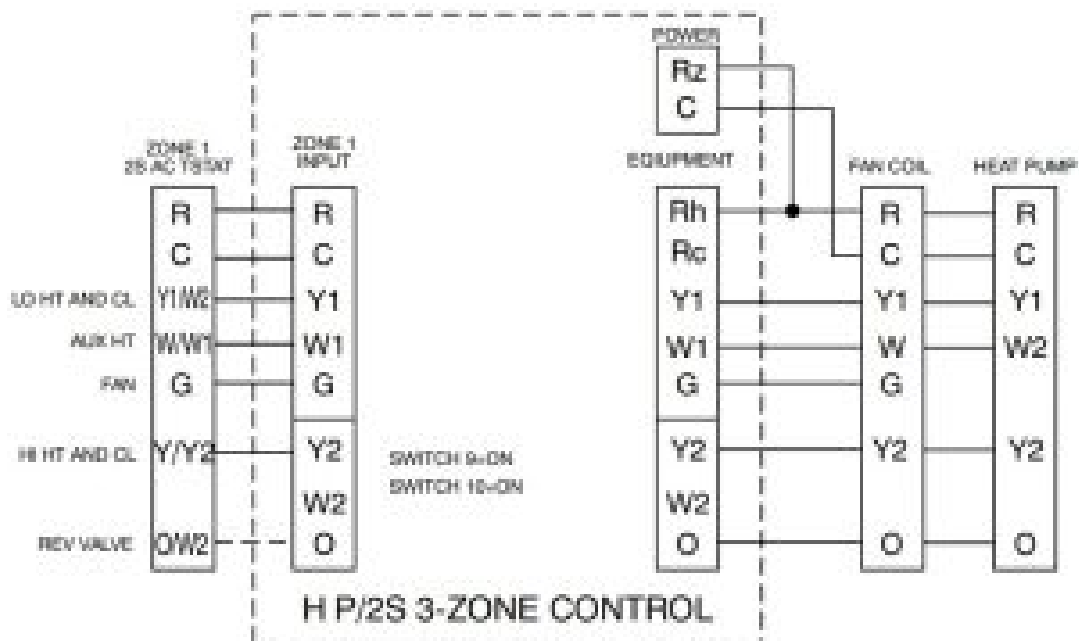 POWER
Rz
C
ZONE 1
2S AC TSTAT
ZONE 1
INPUT
EQUIPMENT
FAN COIL
HEAT PUMP
R
R
Rh
R
R
C
C
Rc
C
C
LO HT AND CL
Y1/W2
Y1
Y1
Y1
Y1
AUX HT
W/W1
W1
W1
W
W2
FAN
G
G
G
G
HI HT AND CL
Y/Y2
Y2
Y2
Y2
Y2
SWITCH 9=ON
SWITCH 10=ON
W2
W2
REV VALVE
O/W2
O
O
O
O
H P/2S 3-ZONE CONTROL